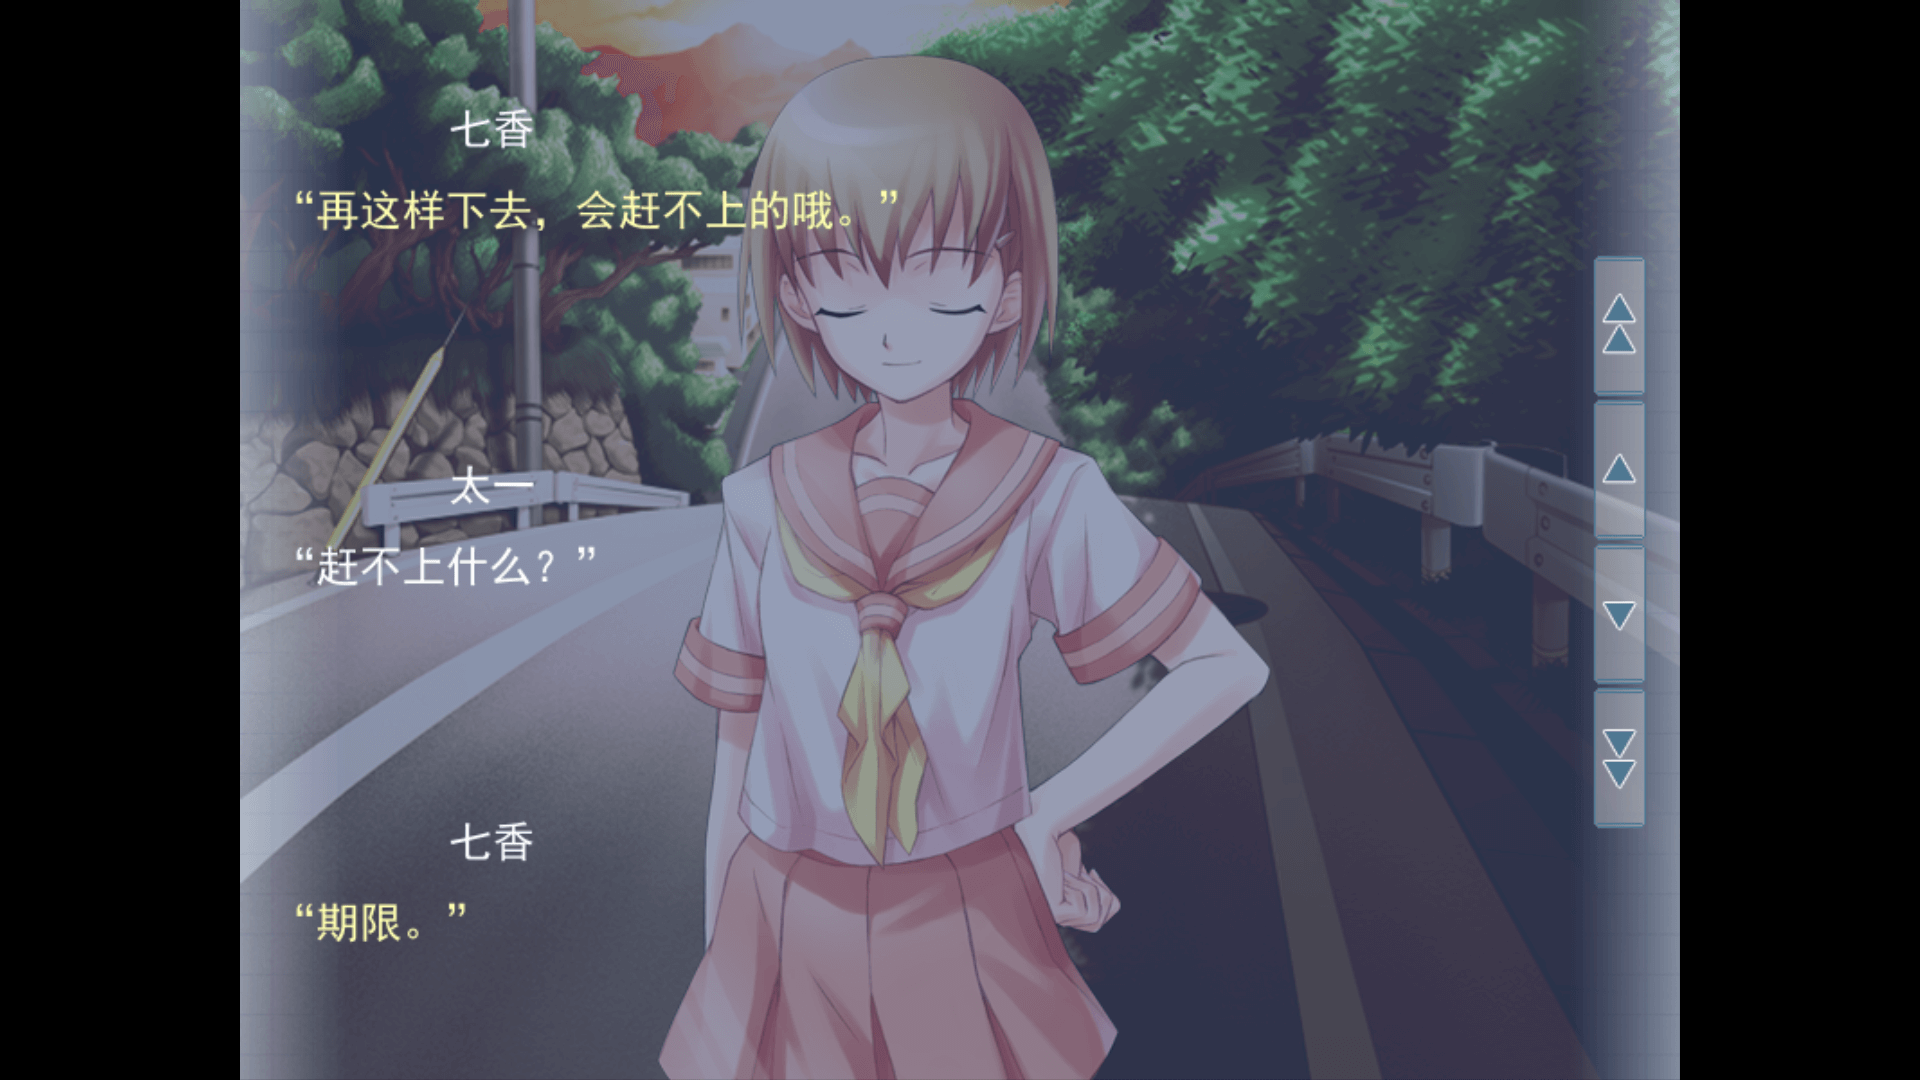 七香
“再这样下去，会赶不上的哦。”
太一
“赶不上什么？”
七香
“期限。”